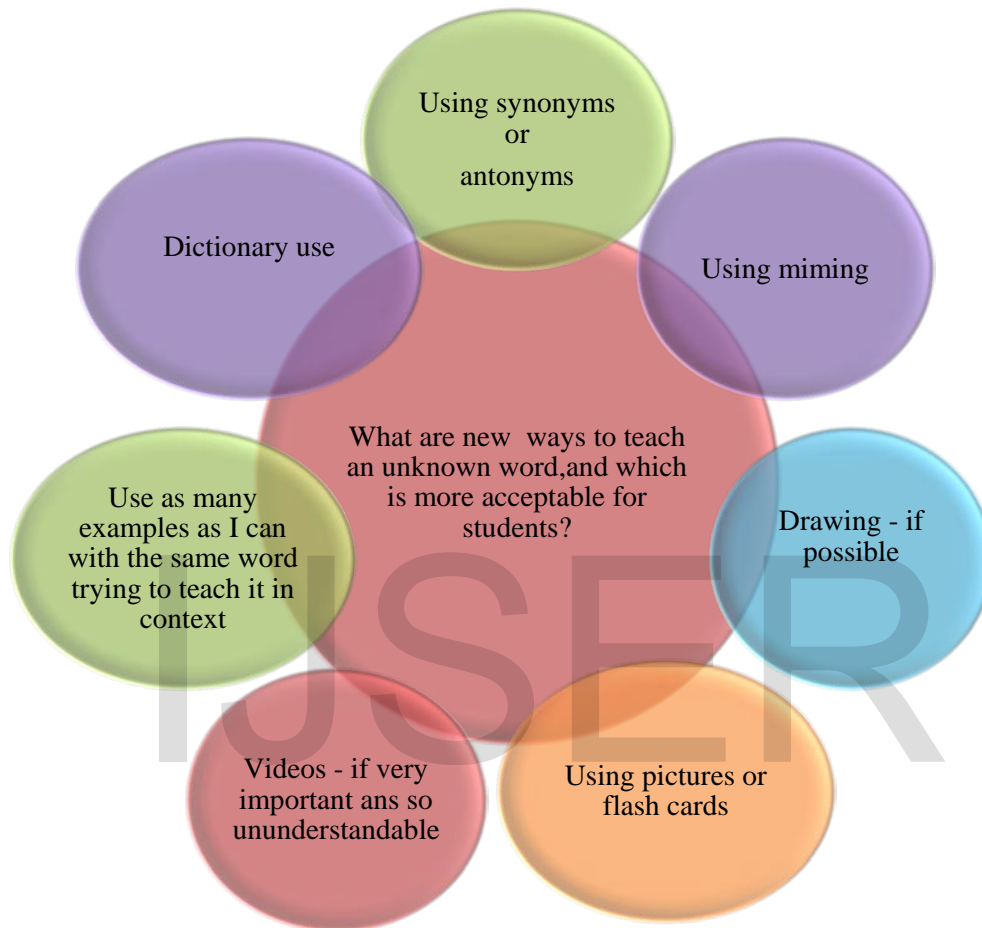 Using synonyms
or
antonyms
Using miming
Drawing - if
possible
Using pictures or
flash cards
Videos - if very
important ans so
ununderstandable
Use as many
examples as I can
with the same word
trying to teach it in
context
Dictionary use
What are new  ways to teach
an unknown word,and which
is more acceptable for
students?
IJSER